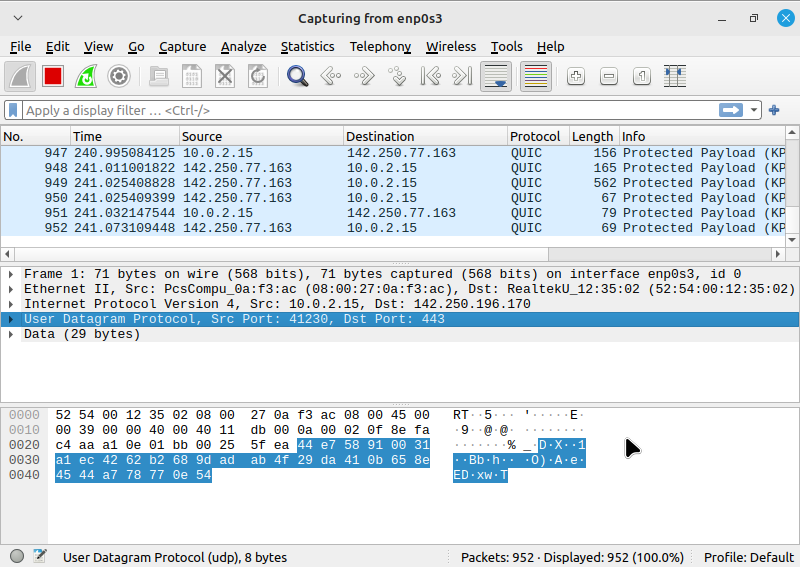 Capturing from enp0s3
File Edit View Go Capture Analyze Statistics Telephony Wireless Tools Help
Apply a display filter … <Ctrl-/>
No. Time Source Destination Protocol Length Info
947 240.995084125 10.0.2.15 142.250.77.163 QUIC 156 Protected Payload (KP
948 241.011001822 142.250.77.163 10.0.2.15 QUIC 165 Protected Payload (KP
949 241.025408828 142.250.77.163 10.0.2.15 QUIC 562 Protected Payload (KP
950 241.025409399 142.250.77.163 10.0.2.15 QUIC 67 Protected Payload (KP
951 241.032147544 10.0.2.15 142.250.77.163 QUIC 79 Protected Payload (KP
952 241.073109448 142.250.77.163 10.0.2.15 QUIC 69 Protected Payload (KP
Frame 1: 71 bytes on wire (568 bits), 71 bytes captured (568 bits) on interface enp0s3, id 0
Ethernet II, Src: PcsCompu_0a:f3:ac (08:00:27:0a:f3:ac), Dst: RealtekU_12:35:02 (52:54:00:12:35:02)
Internet Protocol Version 4, Src: 10.0.2.15, Dst: 142.250.196.170
User Datagram Protocol, Src Port: 41230, Dst Port: 443
Data (29 bytes)
0000 52 54 00 12 35 02 08 00 27 0a f3 ac 08 00 45 00 RT··5··· '·····E·
0010 00 39 00 00 40 00 40 11 db 00 0a 00 02 0f 8e fa ·9··@·@· ········
0020 c4 aa a1 0e 01 bb 00 25 5f ea 44 e7 58 91 00 31 ·······% _·D·X··1
0030 a1 ec 42 62 b2 68 9d ad ab 4f 29 da 41 0b 65 8e ··Bb·h·· ·O)·A·e·
0040 45 44 a7 78 77 0e 54 ED·xw·T
User Datagram Protocol (udp), 8 bytes Packets: 952 · Displayed: 952 (100.0%) Profile: Default